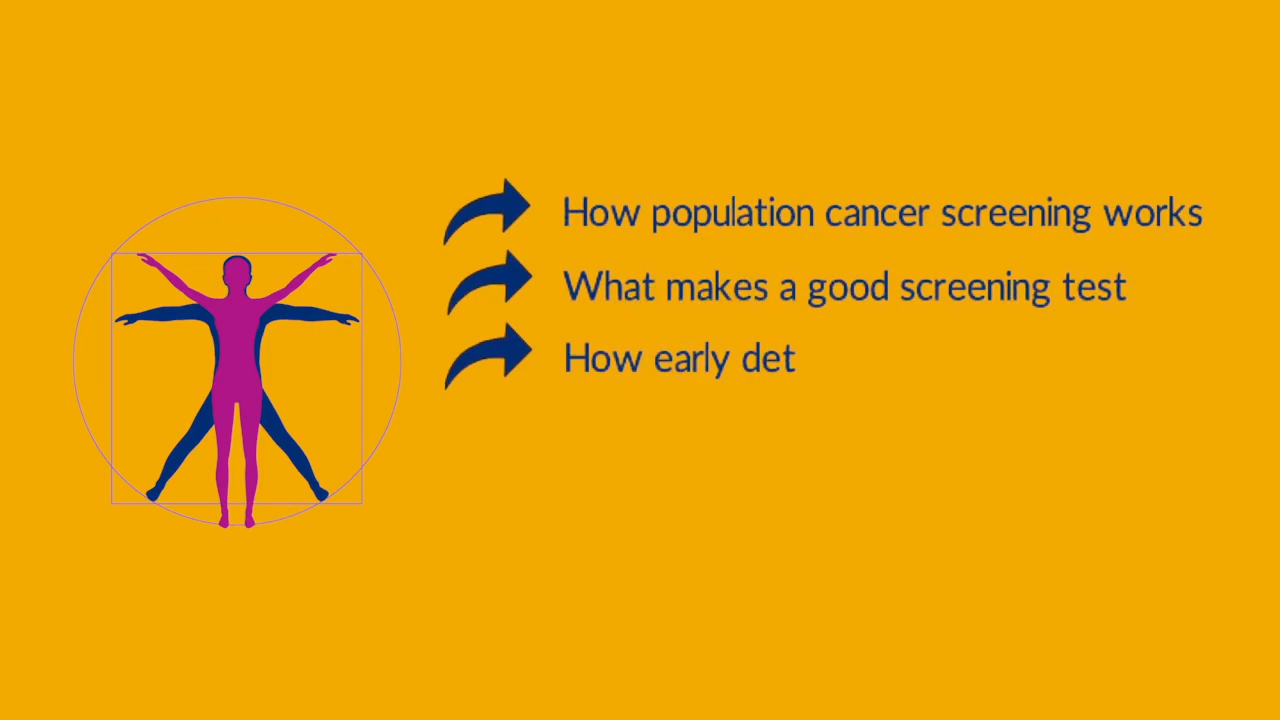 How population cancer screening works
What makes a good screening test
How early det